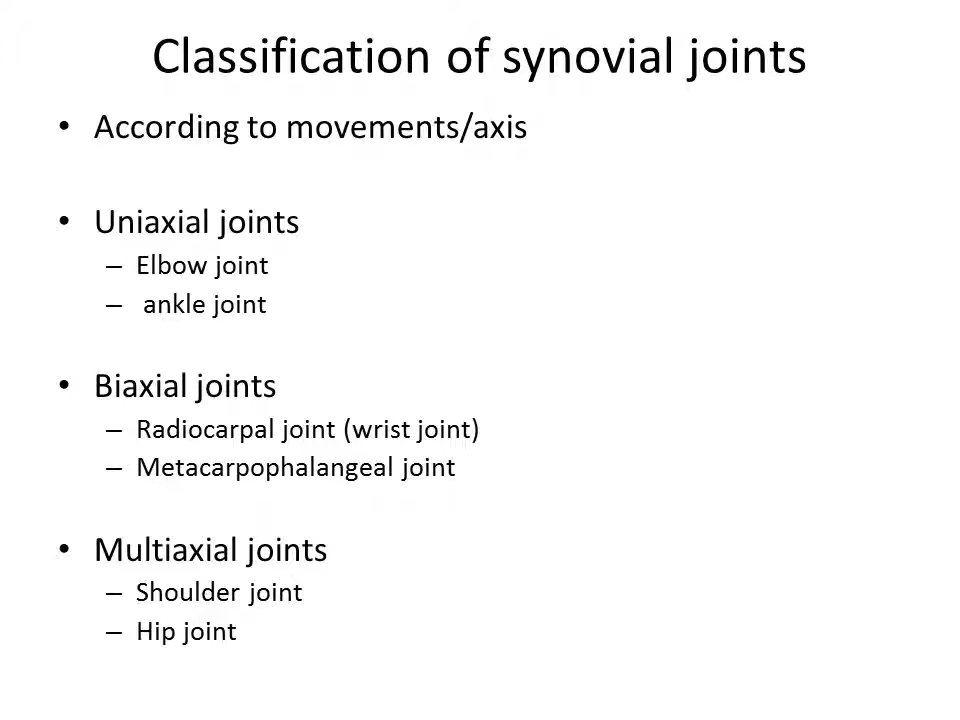 Classification of synovial joints
• According to movements/axis
• Uniaxial joints
– Elbow joint
– ankle joint
• Biaxial joints
– Radiocarpal joint (wrist joint)
– Metacarpophalangeal joint
• Multiaxial joints
– Shoulder joint
– Hip joint